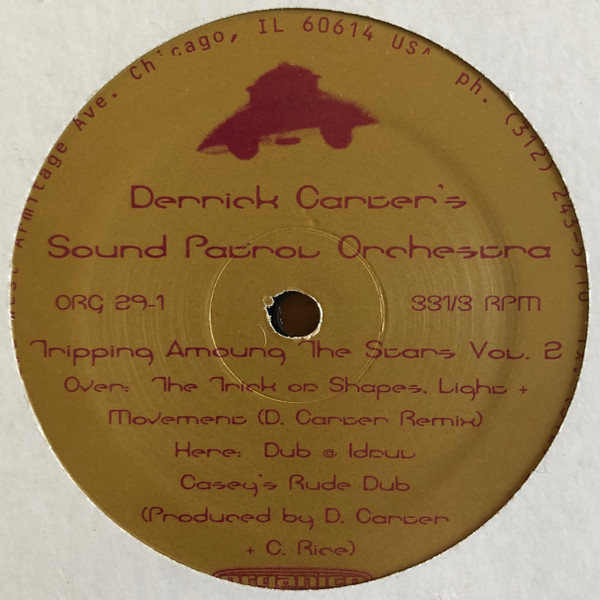 Armitage Ave. Chicago, IL 60614 USA ph. (312)
Derrick Carter's
Sound Patrol Orchestra
ORG 29-1 33 1/3 RPM
Tripping Amoung The Stars Vol. 2
Over: The Trick of Shapes, Light +
Movement (D. Carter Remix)
Here: Dub @ Idful
Casey's Rude Dub
(Produced by D. Carter
+ C. Rice)
organico